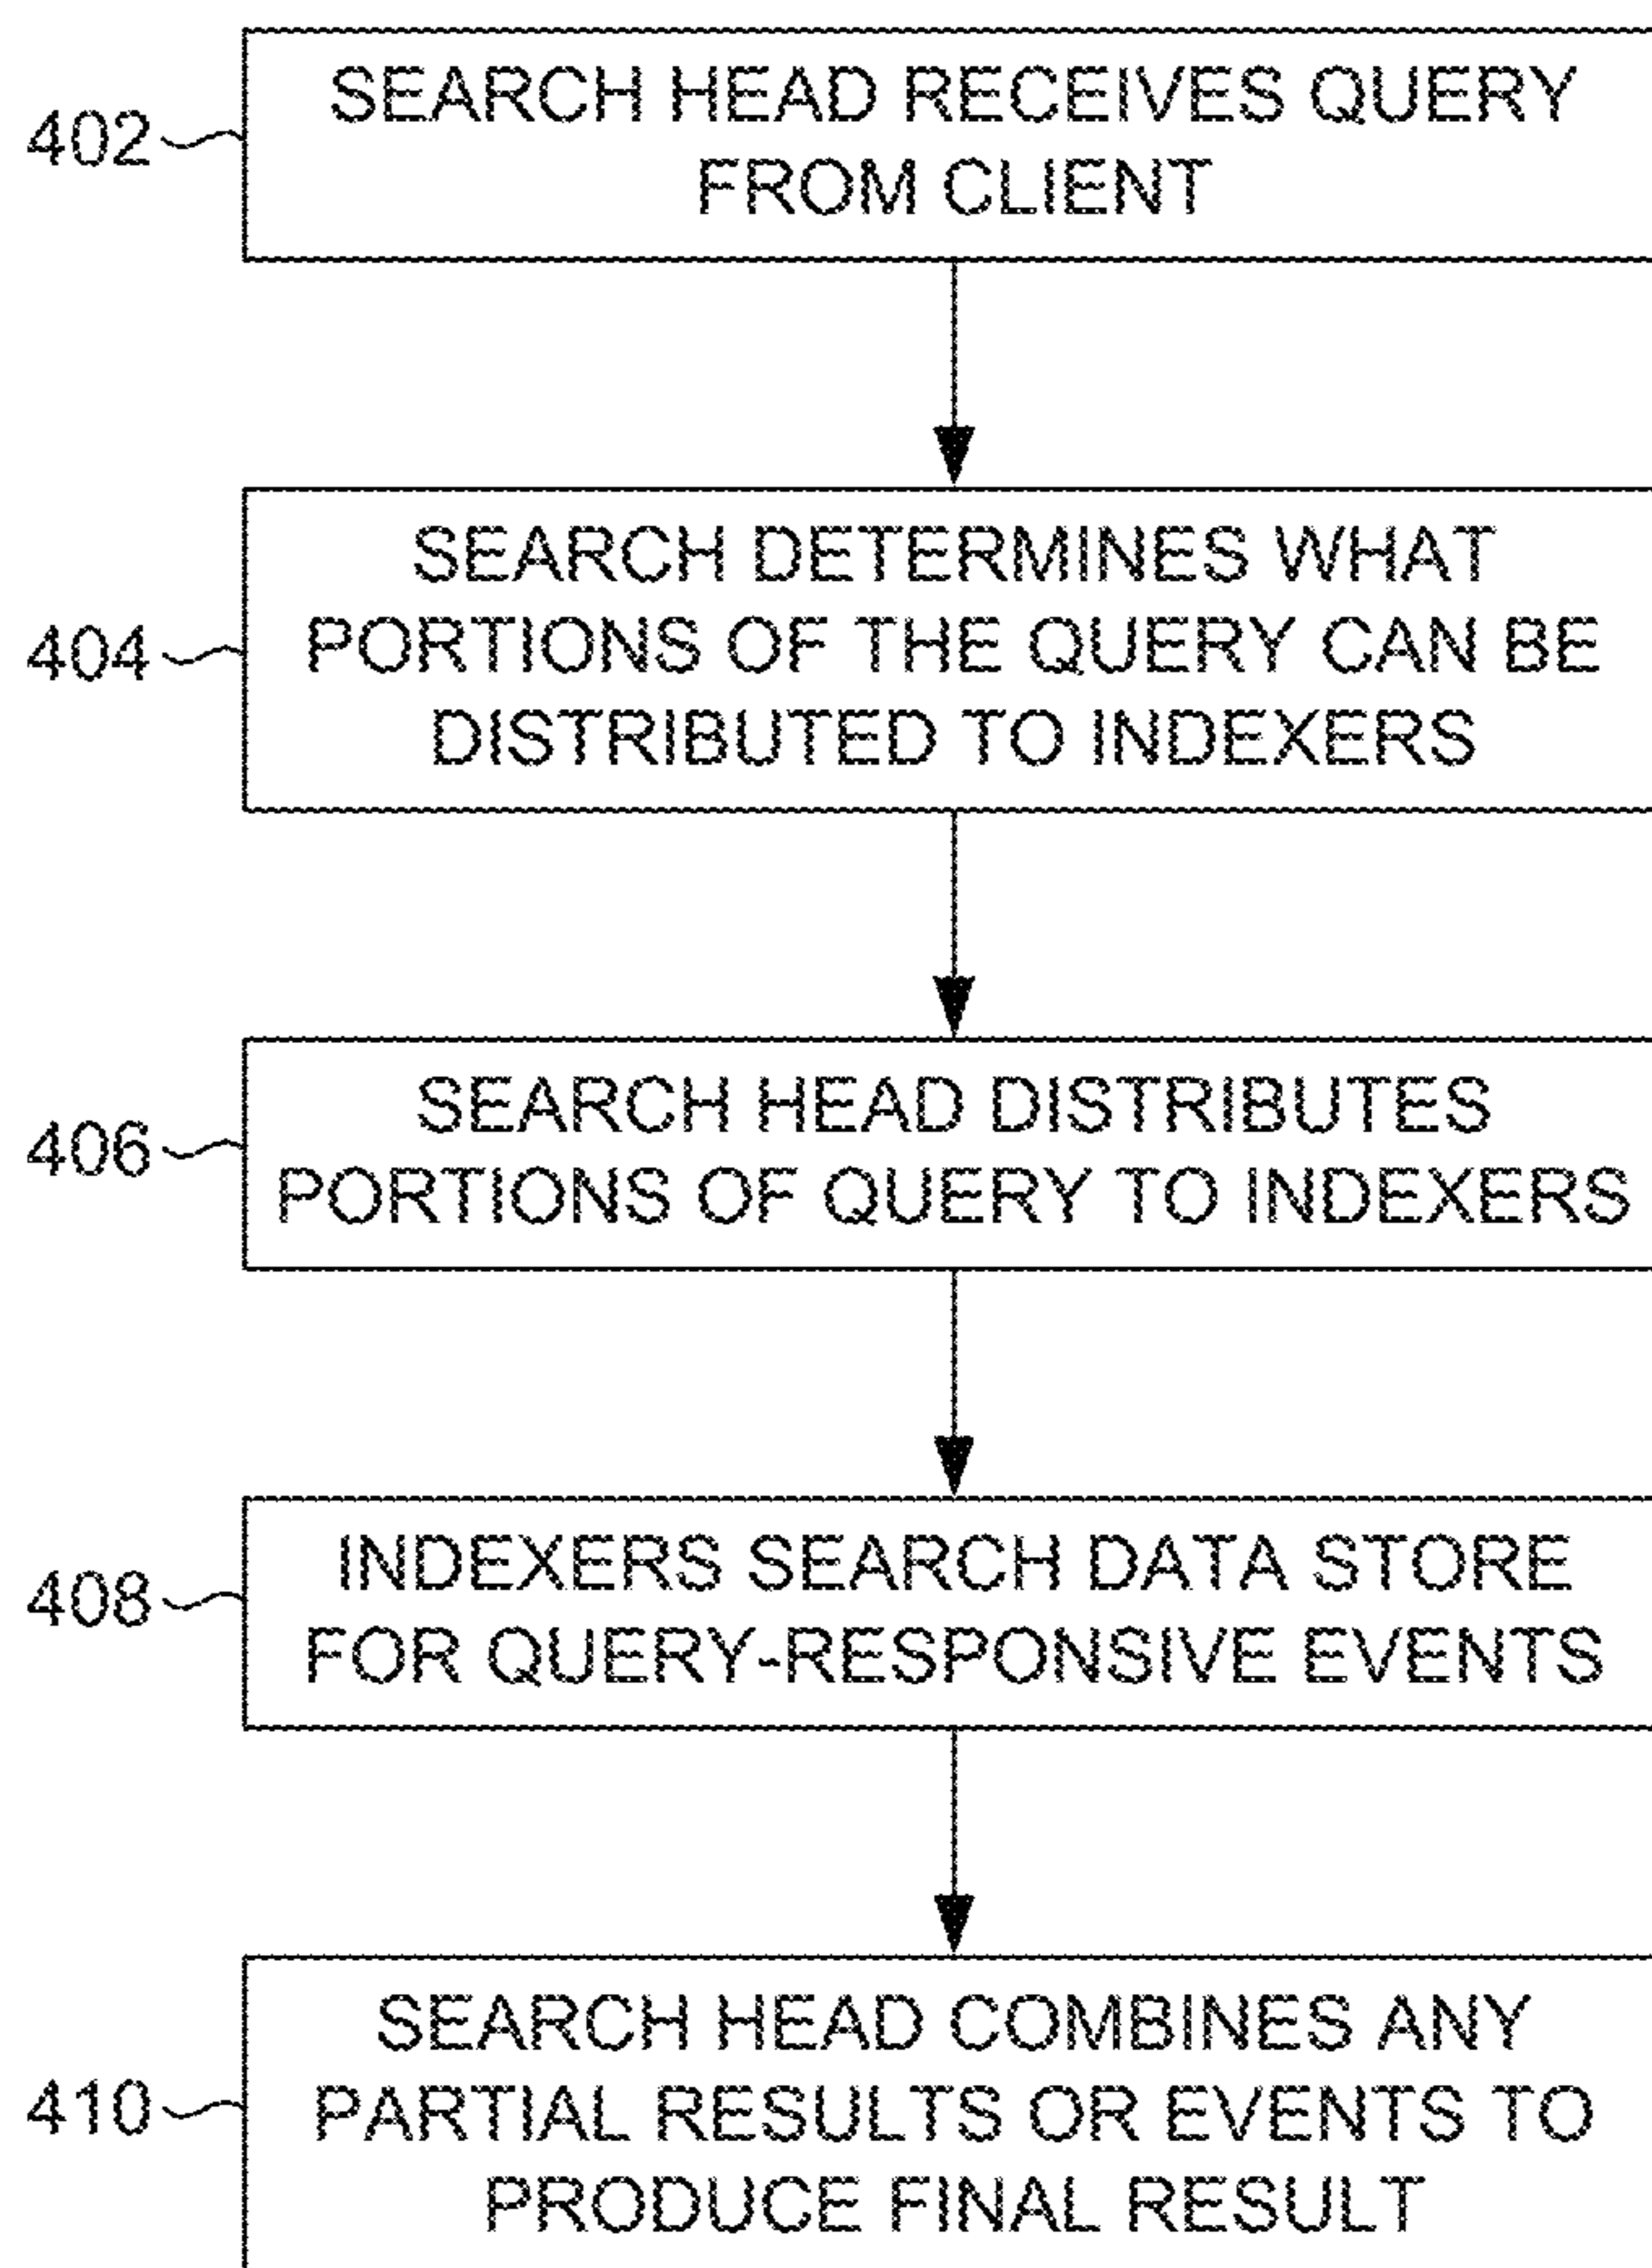 SEARCH HEAD RECEIVES QUERY
402
FROM CLIENT
SEARCH DETERMINES WHAT
404
PORTIONS OF THE QUERY CAN BE
DISTRIBUTED TO INDEXERS
SEARCH HEAD DISTRIBUTES
406
PORTIONS OF QUERY TO INDEXERS
INDEXERS SEARCH DATA STORE
408
FOR QUERY-RESPONSIVE EVENTS
SEARCH HEAD COMBINES ANY
410
PARTIAL RESULTS OR EVENTS TO
PRODUCE FINAL RESULT